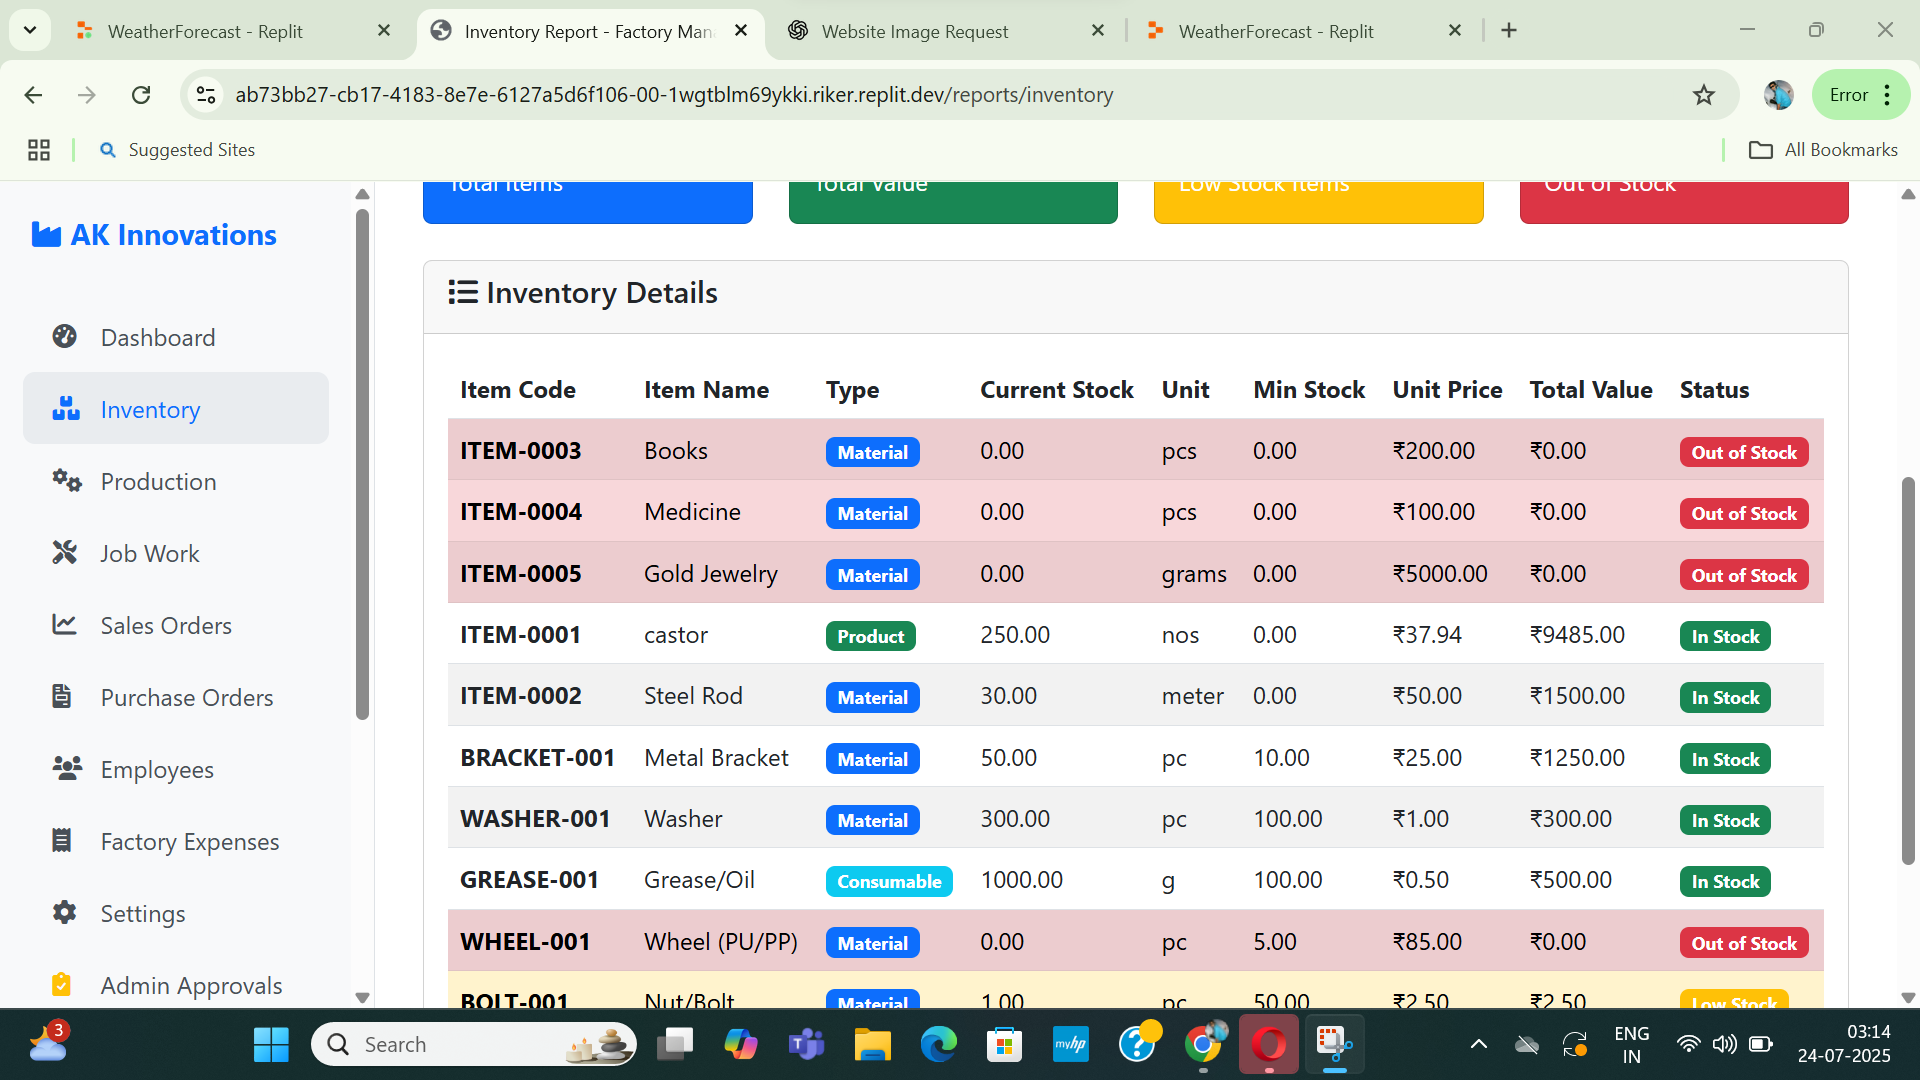 WeatherForecast - Replit
Inventory Report - Factory Man
Website Image Request
WeatherForecast - Replit
ab73bb27-cb17-4183-8e7e-6127a5d6f106-00-1wgtblm69ykki.riker.replit.dev/reports/inventory
Error
Suggested Sites
All Bookmarks
AK Innovations
Dashboard
Inventory
Production
Job Work
Sales Orders
Purchase Orders
Employees
Factory Expenses
Settings
Admin Approvals
Total Items
Total Value
Low Stock Items
Out of Stock
Inventory Details
Item Code Item Name Type Current Stock Unit Min Stock Unit Price Total Value Status
ITEM-0003 Books Material 0.00 pcs 0.00 ₹200.00 ₹0.00 Out of Stock
ITEM-0004 Medicine Material 0.00 pcs 0.00 ₹100.00 ₹0.00 Out of Stock
ITEM-0005 Gold Jewelry Material 0.00 grams 0.00 ₹5000.00 ₹0.00 Out of Stock
ITEM-0001 castor Product 250.00 nos 0.00 ₹37.94 ₹9485.00 In Stock
ITEM-0002 Steel Rod Material 30.00 meter 0.00 ₹50.00 ₹1500.00 In Stock
BRACKET-001 Metal Bracket Material 50.00 pc 10.00 ₹25.00 ₹1250.00 In Stock
WASHER-001 Washer Material 300.00 pc 100.00 ₹1.00 ₹300.00 In Stock
GREASE-001 Grease/Oil Consumable 1000.00 g 100.00 ₹0.50 ₹500.00 In Stock
WHEEL-001 Wheel (PU/PP) Material 0.00 pc 5.00 ₹85.00 ₹0.00 Out of Stock
BOLT-001 Nut/Bolt Material 1.00 pc 50.00 ₹2.50 ₹2.50 Low Stock
3
Search
myhp
ENG
IN
03:14
24-07-2025